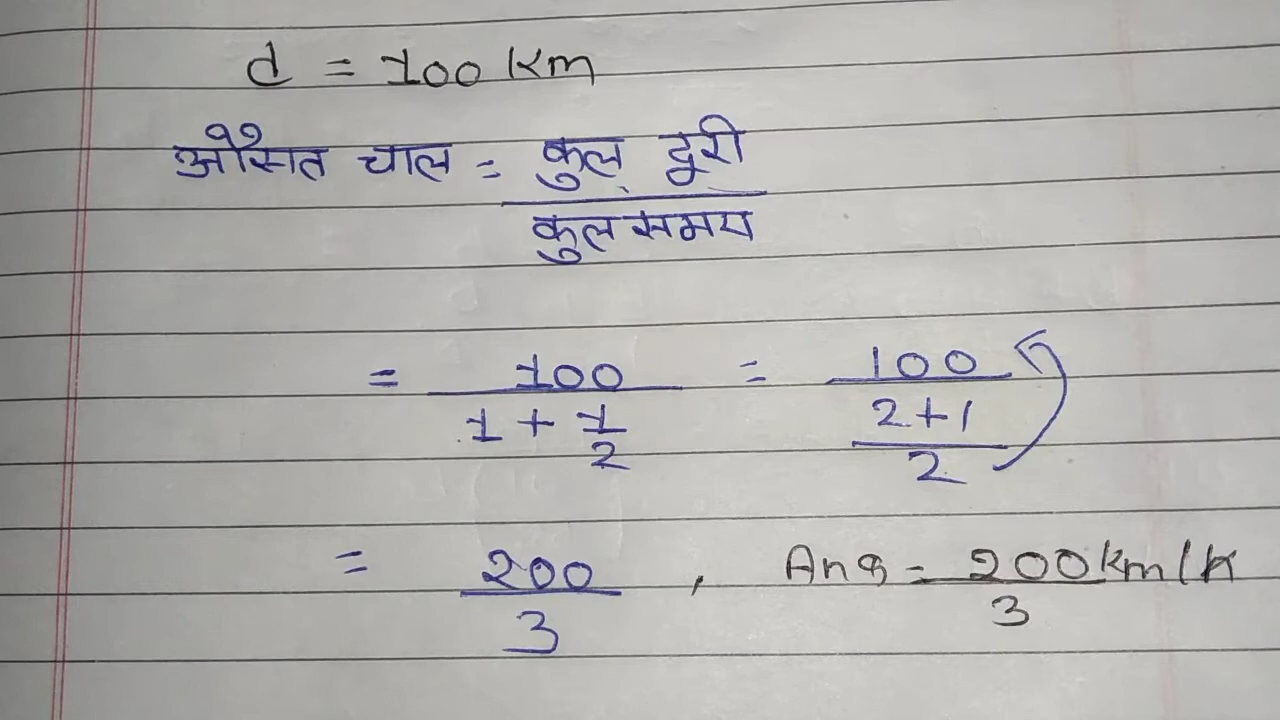 d = 100 Km
औसत चाल = कुल दूरी
कुल समय
= 100 = 100
1 + 1 2 + 1
2 2
= 200 , Ans = 200 km/h
3 3